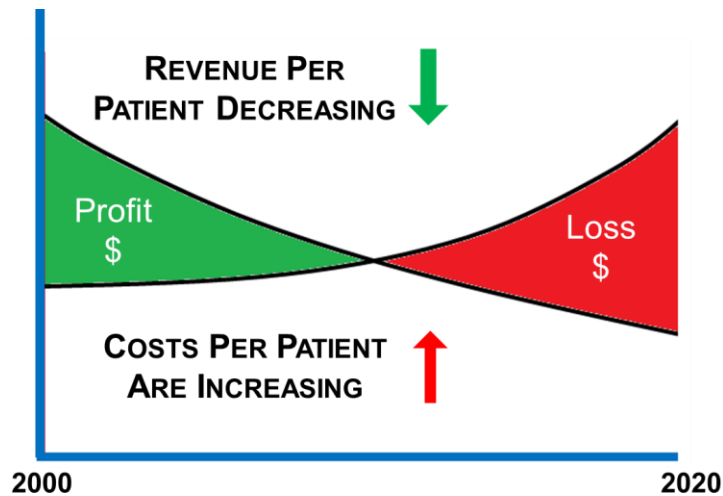 REVENUE PER
PATIENT DECREASING
Profit
$
Loss
$
COSTS PER PATIENT
ARE INCREASING
2000
2020